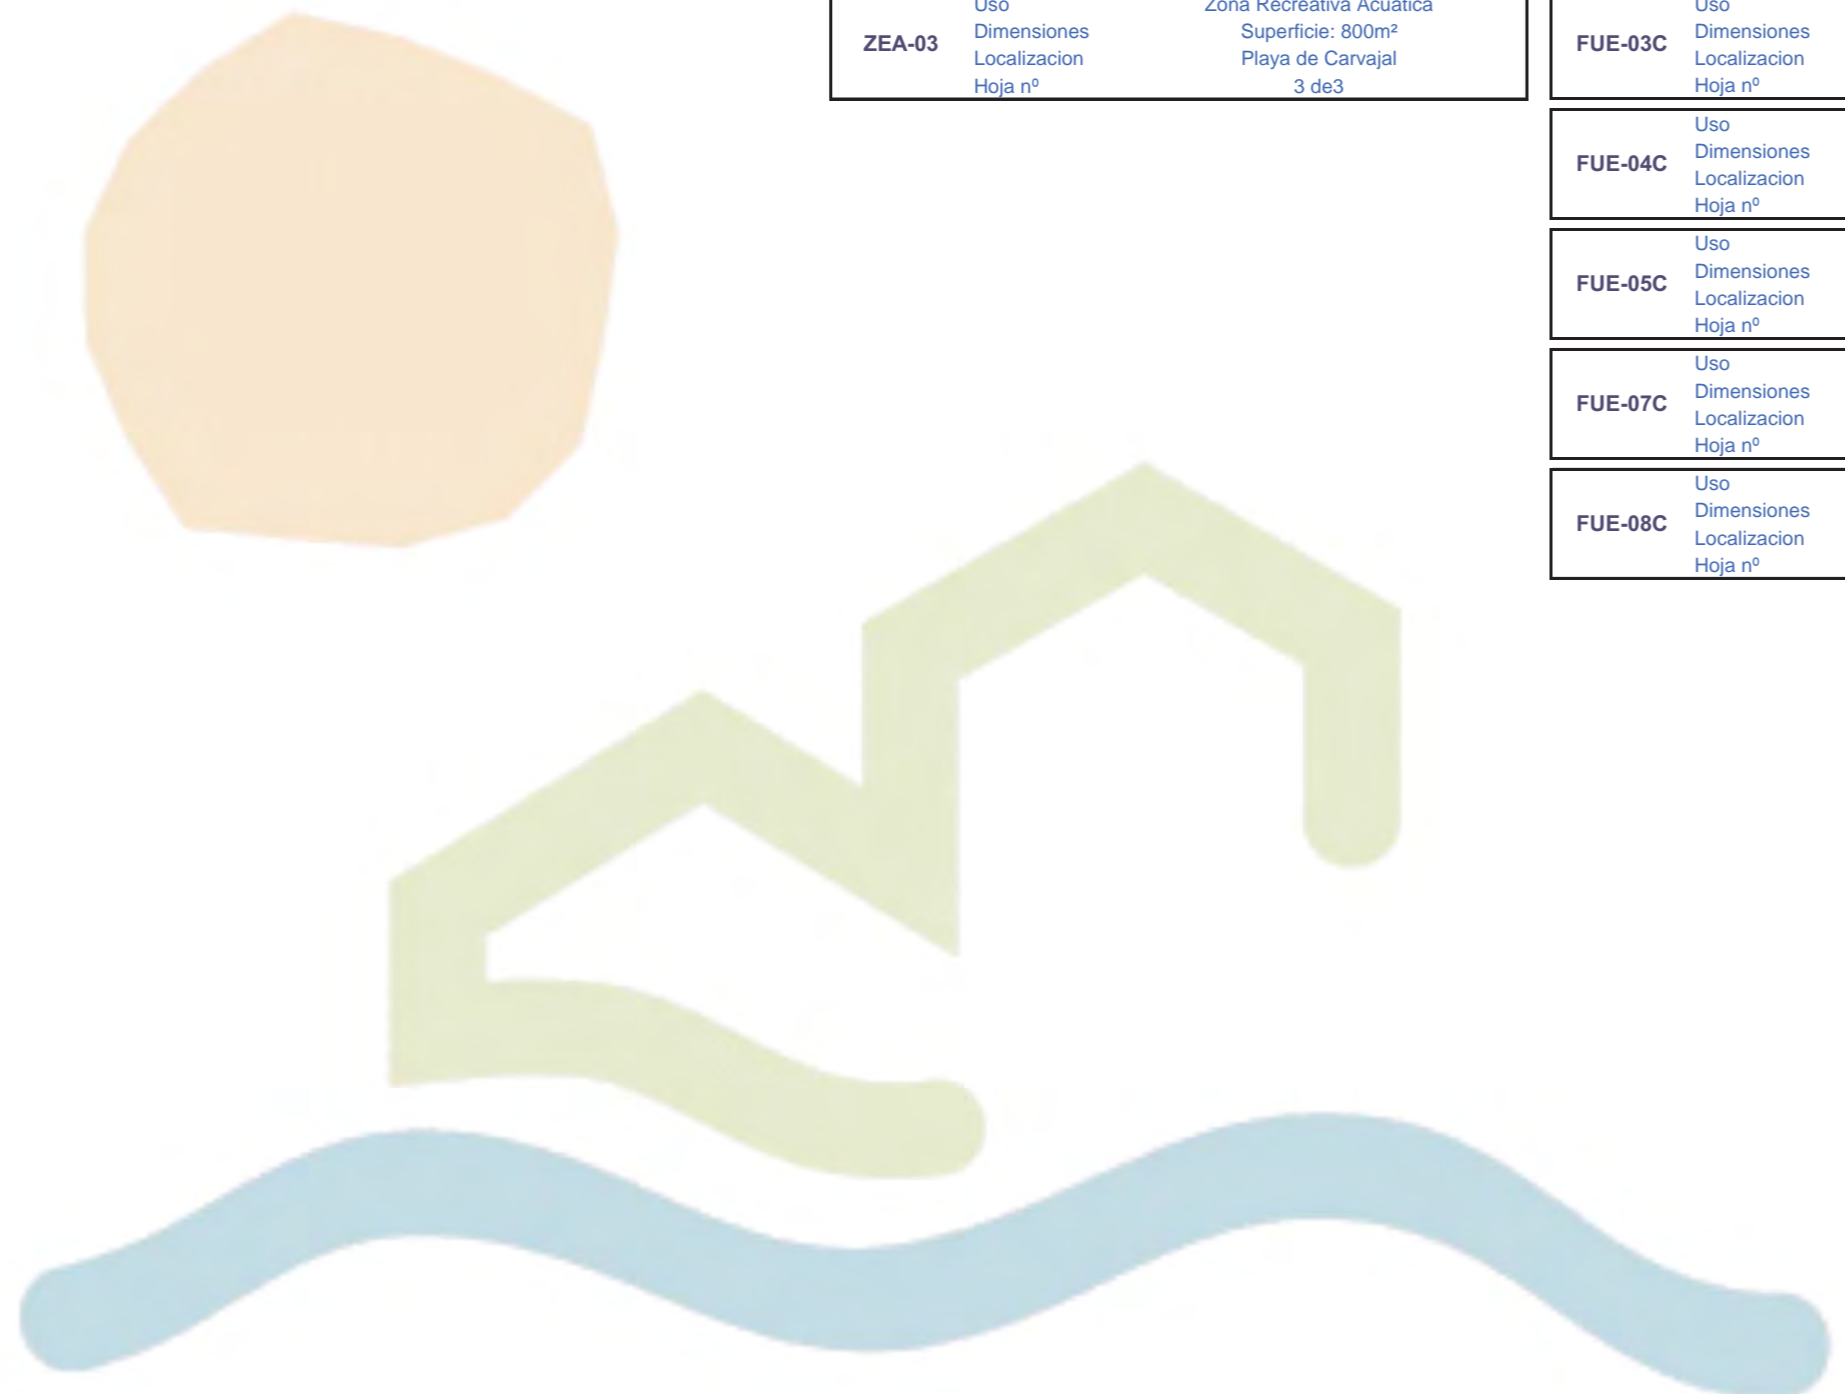 Uso Zona Recreativa Acuática
ZEA-03
Dimensiones Superficie: 800m²
Localizacion Playa de Carvajal
Hoja nº 3 de3
Uso
FUE-03C
Dimensiones
Localizacion
Hoja nº
Uso
FUE-04C
Dimensiones
Localizacion
Hoja nº
Uso
FUE-05C
Dimensiones
Localizacion
Hoja nº
Uso
FUE-07C
Dimensiones
Localizacion
Hoja nº
Uso
FUE-08C
Dimensiones
Localizacion
Hoja nº